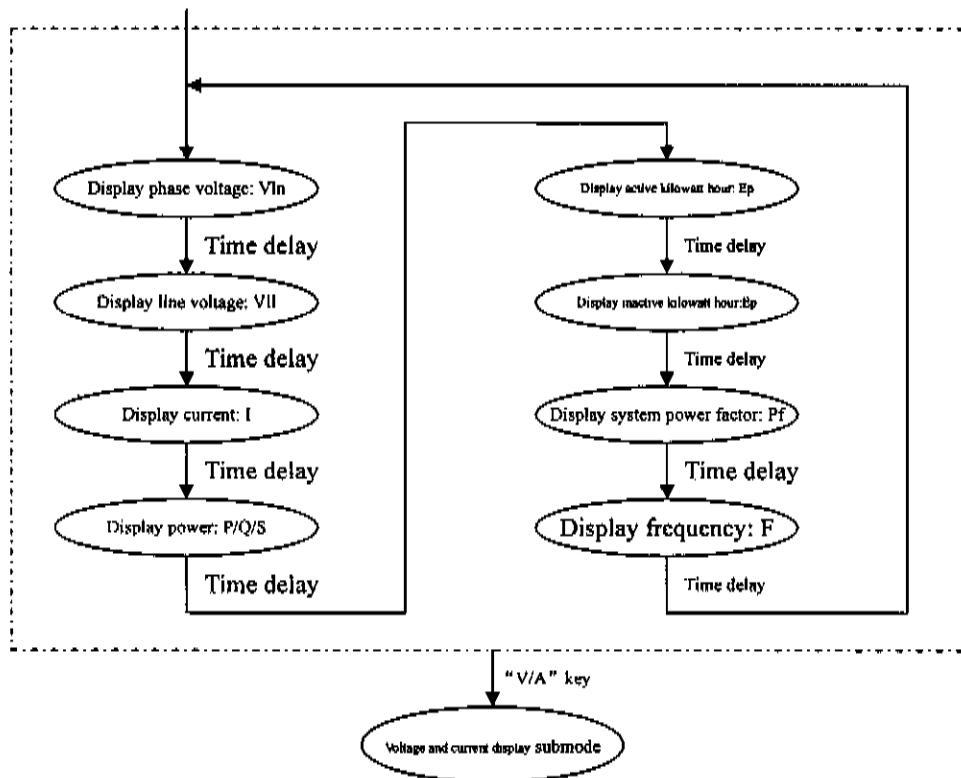 Display phase voltage: Vln
Time delay
Display line voltage: Vll
Time delay
Display current: I
Time delay
Display power: P/Q/S
Time delay
Display active kilowatt hour: Ep
Time delay
Display inactive kilowatt hour:Ep
Time delay
Display system power factor: Pf
Time delay
Display frequency: F
Time delay
“V/A” key
Voltage and current display submode